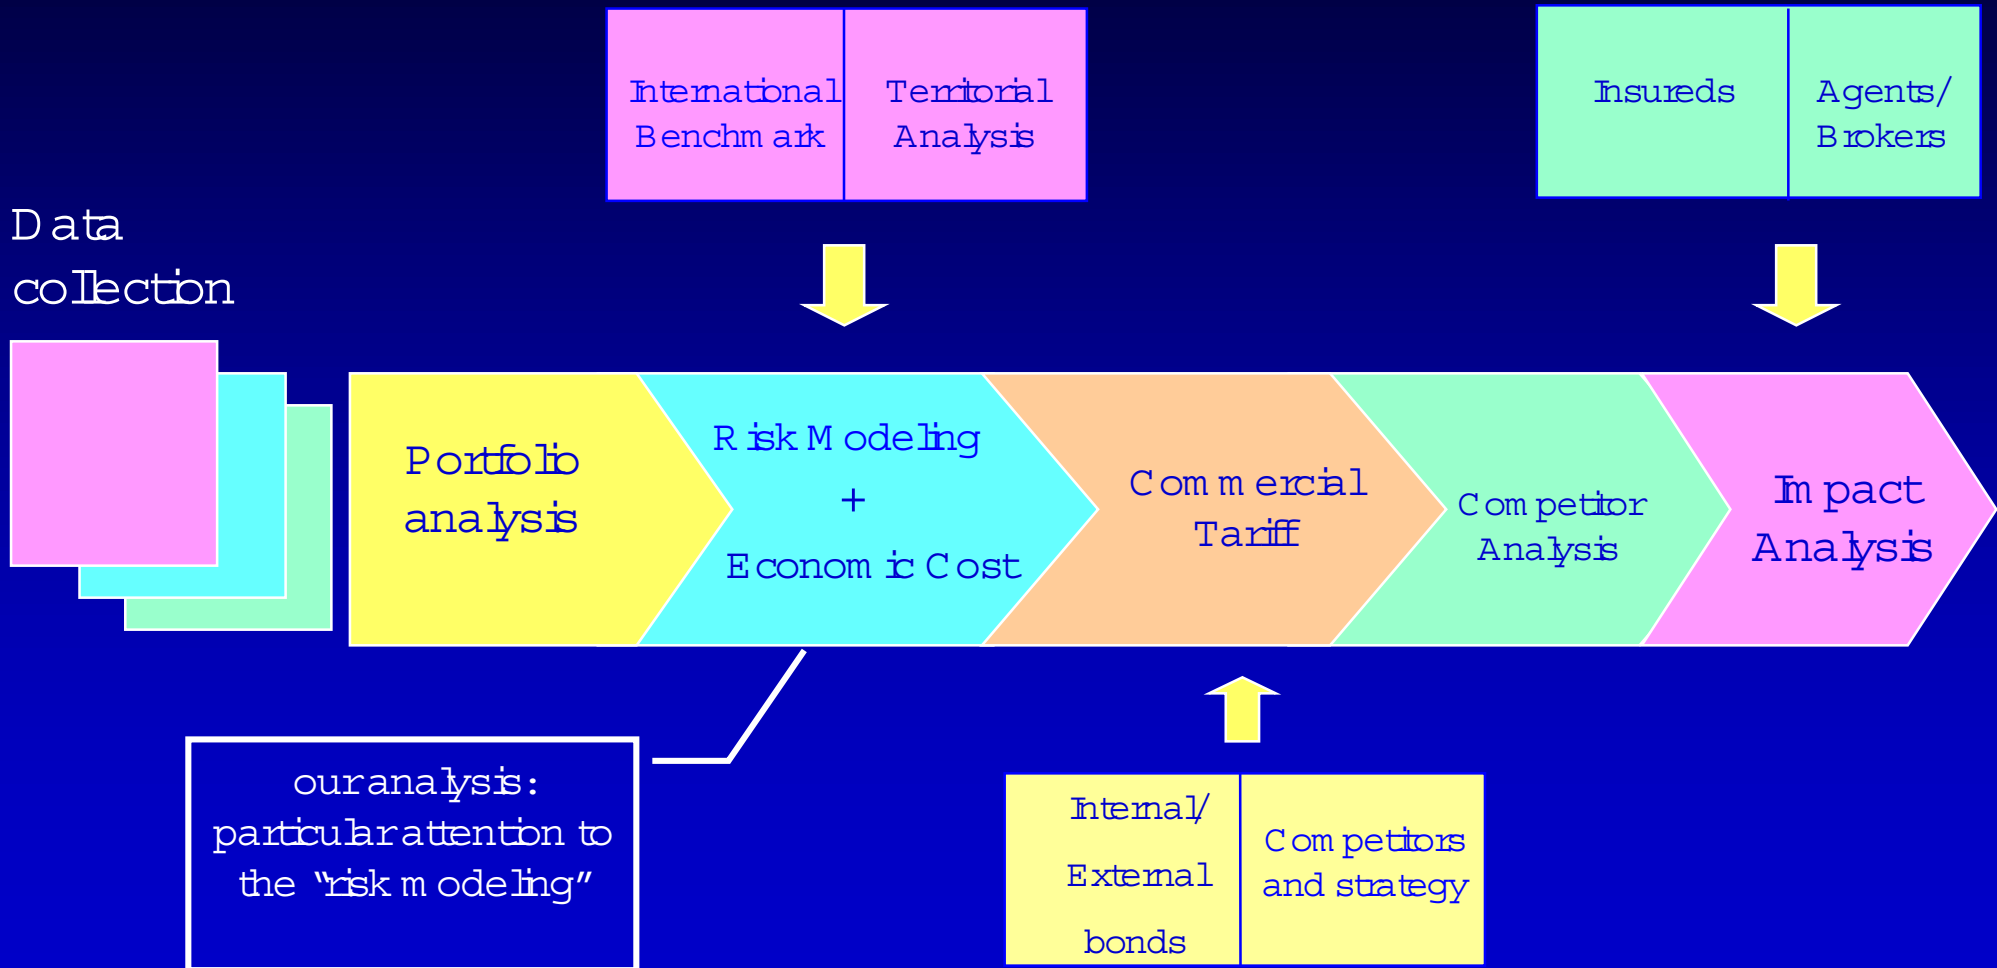 International
Benchmark
Territorial
Analysis
Insureds
Agents/
Brokers
Data
collection
Portfolio
analysis
Risk Modeling
+
Economic Cost
Commercial
Tariff
Competitor
Analysis
Impact
Analysis
our analysis:
particular attention to
the “risk modeling”
Internal/
External
bonds
Competitors
and strategy